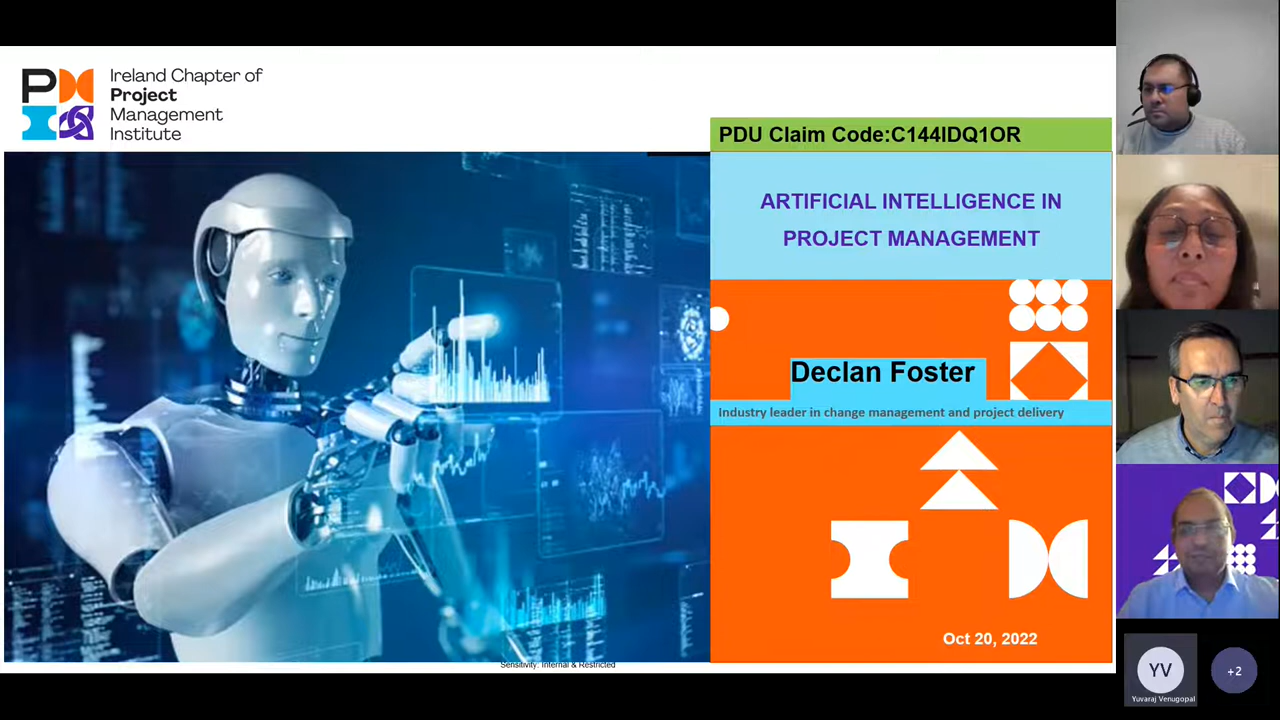 Ireland Chapter of
Project
Management
Institute
PDU Claim Code:C144IDQ1OR
ARTIFICIAL INTELLIGENCE IN
PROJECT MANAGEMENT
Declan Foster
Industry leader in change management and project delivery
Oct 20, 2022
Sensitivity: Internal & Restricted
YV
Yuvaraj Venugopal
+2